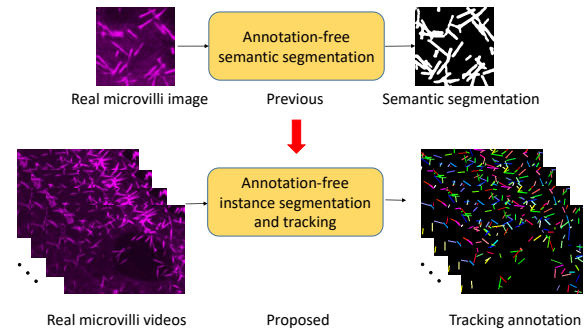 Annotation-free
semantic segmentation
Real microvilli image
Previous
Semantic segmentation
Annotation-free
instance segmentation
and tracking
Real microvilli videos
Proposed
Tracking annotation